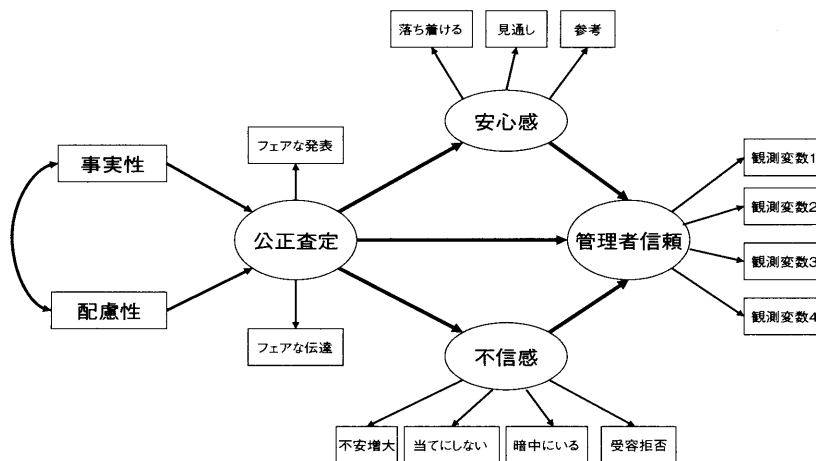 落ち着ける
見通し
参考
安心感
フェアな発表
事実性
観測変数1
観測変数2
公正査定
管理者信頼
観測変数3
配慮性
観測変数4
フェアな伝達
不信感
不安増大
当てにしない
暗中にいる
受容拒否